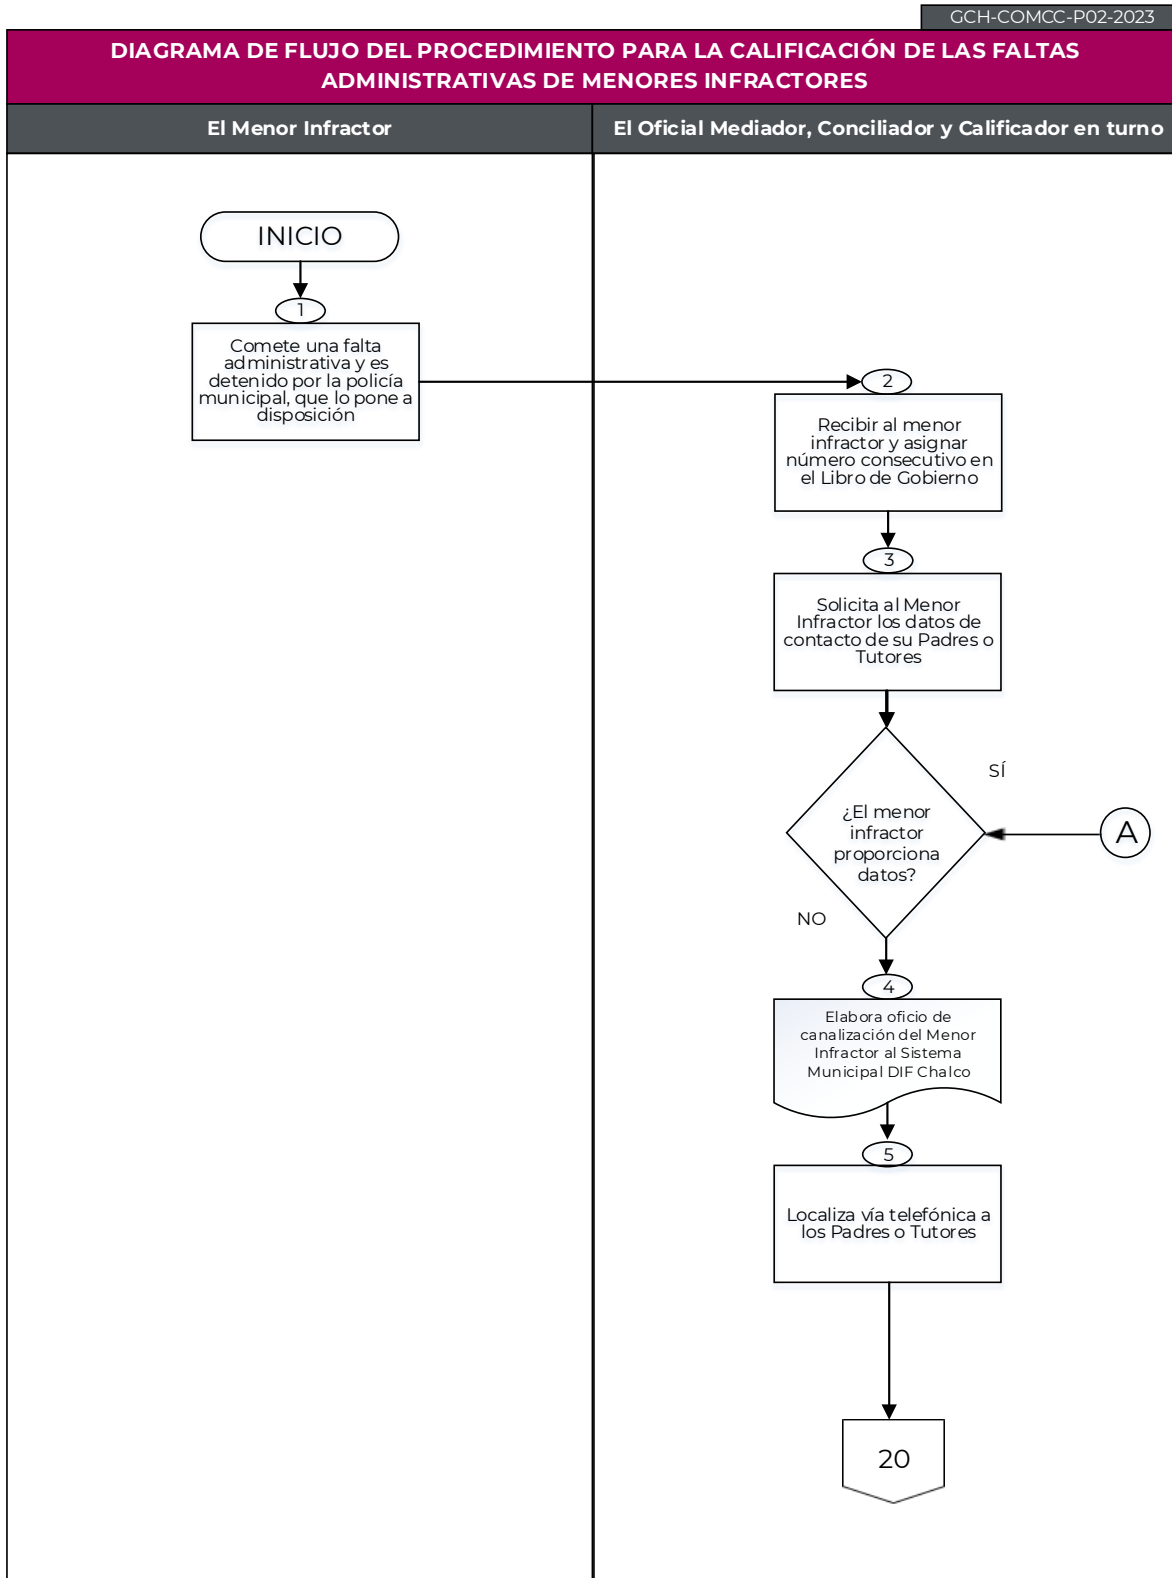 GCH-COMCC-P02-2023
DIAGRAMA DE FLUJO DEL PROCEDIMIENTO PARA LA CALIFICACIÓN DE LAS FALTAS
ADMINISTRATIVAS DE MENORES INFRACTORES
El Menor Infractor
El Oficial Mediador, Conciliador y Calificador en turno
INICIO
1
Comete una falta
administrativa y es
detenido por la policía
municipal, que lo pone a
disposición
2
Recibir al menor
infractor y asignar
número consecutivo en
el Libro de Gobierno
3
Solicita al Menor
Infractor los datos de
contacto de su Padres o
Tutores
SÍ
¿El menor
infractor
proporciona
datos?
A
NO
4
Elabora oficio de
canalización del Menor
Infractor al Sistema
Municipal DIF Chalco
5
Localiza vía telefónica a
los Padres o Tutores
20